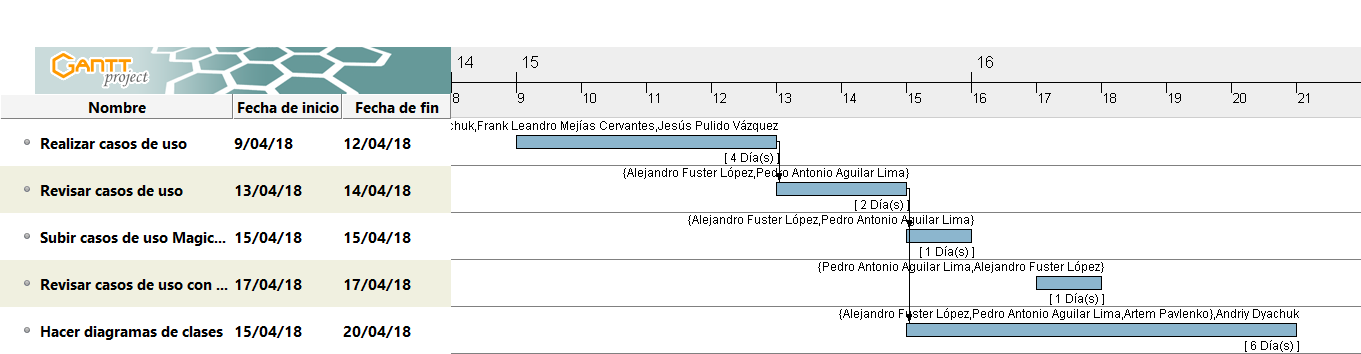 GANTT
project
14 15 16
8 9 10 11 12 13 14 15 16 17 18 19 20 21
Nombre Fecha de inicio Fecha de fin
chuk,Frank Leandro Mejías Cervantes,Jesús Pulido Vázquez
Realizar casos de uso 9/04/18 12/04/18
[ 4 Día(s) ]
{Alejandro Fuster López,Pedro Antonio Aguilar Lima}
Revisar casos de uso 13/04/18 14/04/18
[ 2 Día(s) ]
{Alejandro Fuster López,Pedro Antonio Aguilar Lima}
Subir casos de uso Magic... 15/04/18 15/04/18
[ 1 Día(s) ]
{Pedro Antonio Aguilar Lima,Alejandro Fuster López}
Revisar casos de uso con ... 17/04/18 17/04/18
[ 1 Día(s) ]
{Alejandro Fuster López,Pedro Antonio Aguilar Lima,Artem Pavlenko},Andriy Dyachuk
Hacer diagramas de clases 15/04/18 20/04/18
[ 6 Día(s) ]